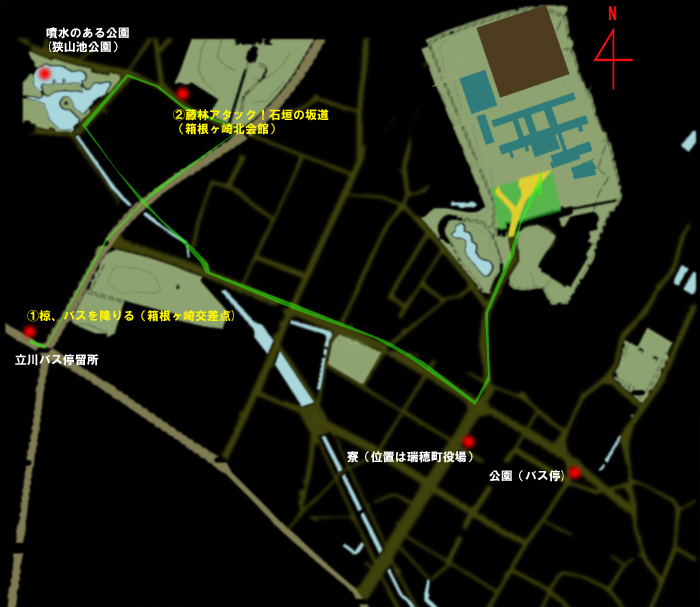 噴水のある公園
(狭山池公園)
N
②藤林アタック！石垣の坂道
（箱根ヶ崎北会館）
①椋、バスを降りる（箱根ヶ崎交差点)
立川バス停留所
寮（位置は瑞穂町役場）
公園（バス停)